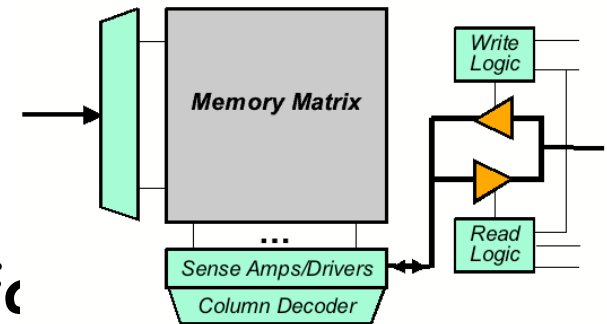 Write
Logic
Memory Matrix
...
Sense Amps/Drivers
Column Decoder
Read
Logic